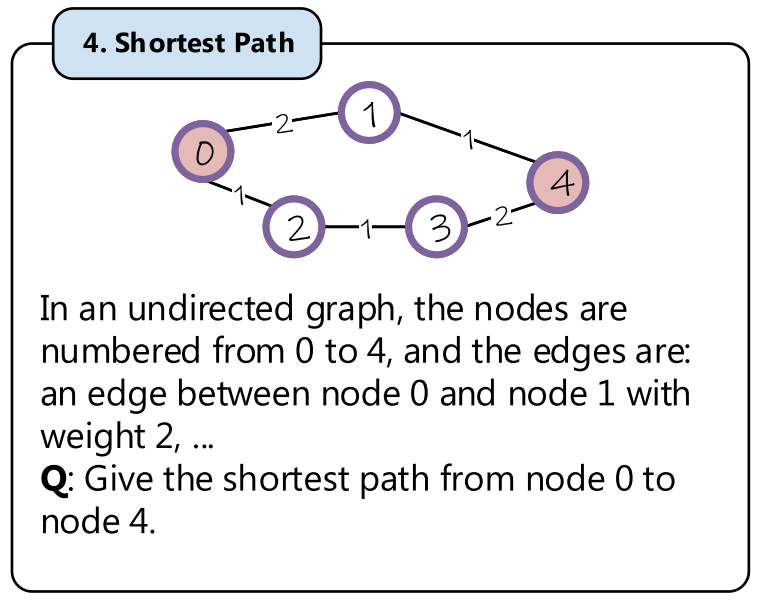 4. Shortest Path
0
2
1
1
4
1
2
1
3
2
In an undirected graph, the nodes are
numbered from 0 to 4, and the edges are:
an edge between node 0 and node 1 with
weight 2, ...
Q: Give the shortest path from node 0 to
node 4.